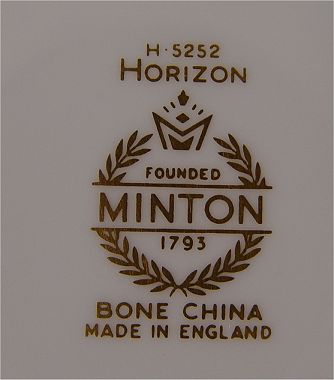 H·5252
HORIZON
FOUNDED
MINTON
1793
BONE CHINA
MADE IN ENGLAND